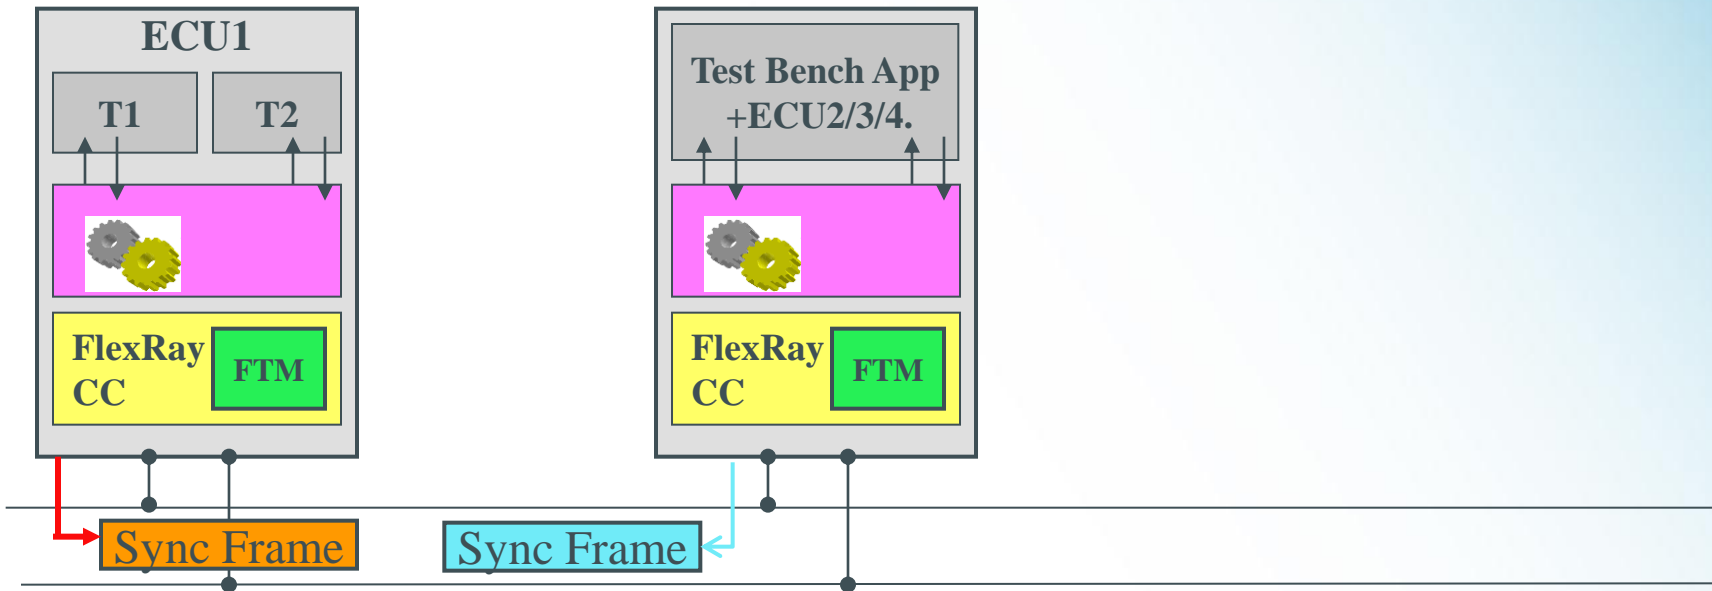 ECU1
T1
T2
FlexRay
CC
FTM
Sync Frame
Test Bench App
+ECU2/3/4.
FlexRay
CC
FTM
Sync Frame